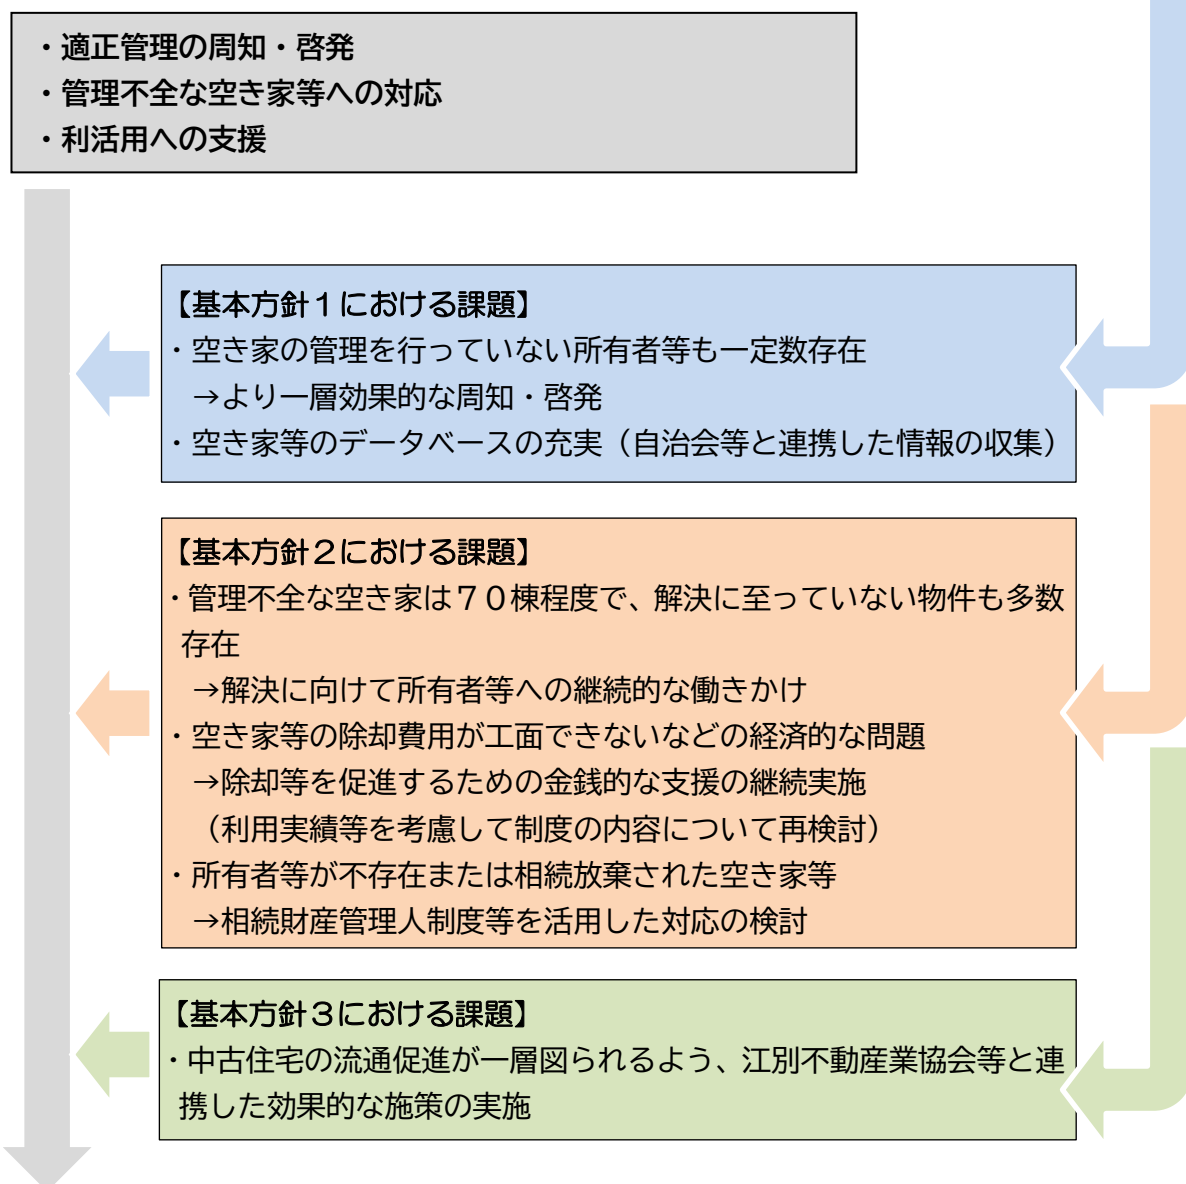 ・適正管理の周知・啓発
・管理不全な空き家等への対応
・利活用への支援
【基本方針１における課題】
・空き家の管理を行っていない所有者等も一定数存在
→より一層効果的な周知・啓発
・空き家等のデータベースの充実（自治会等と連携した情報の収集）
【基本方針２における課題】
・管理不全な空き家は７０棟程度で、解決に至っていない物件も多数
存在
→解決に向けて所有者等への継続的な働きかけ
・空き家等の除却費用が工面できないなどの経済的な問題
→除却等を促進するための金銭的な支援の継続実施
（利用実績等を考慮して制度の内容について再検討）
・所有者等が不存在または相続放棄された空き家等
→相続財産管理人制度等を活用した対応の検討
【基本方針３における課題】
・中古住宅の流通促進が一層図られるよう、江別不動産業協会等と連
携した効果的な施策の実施